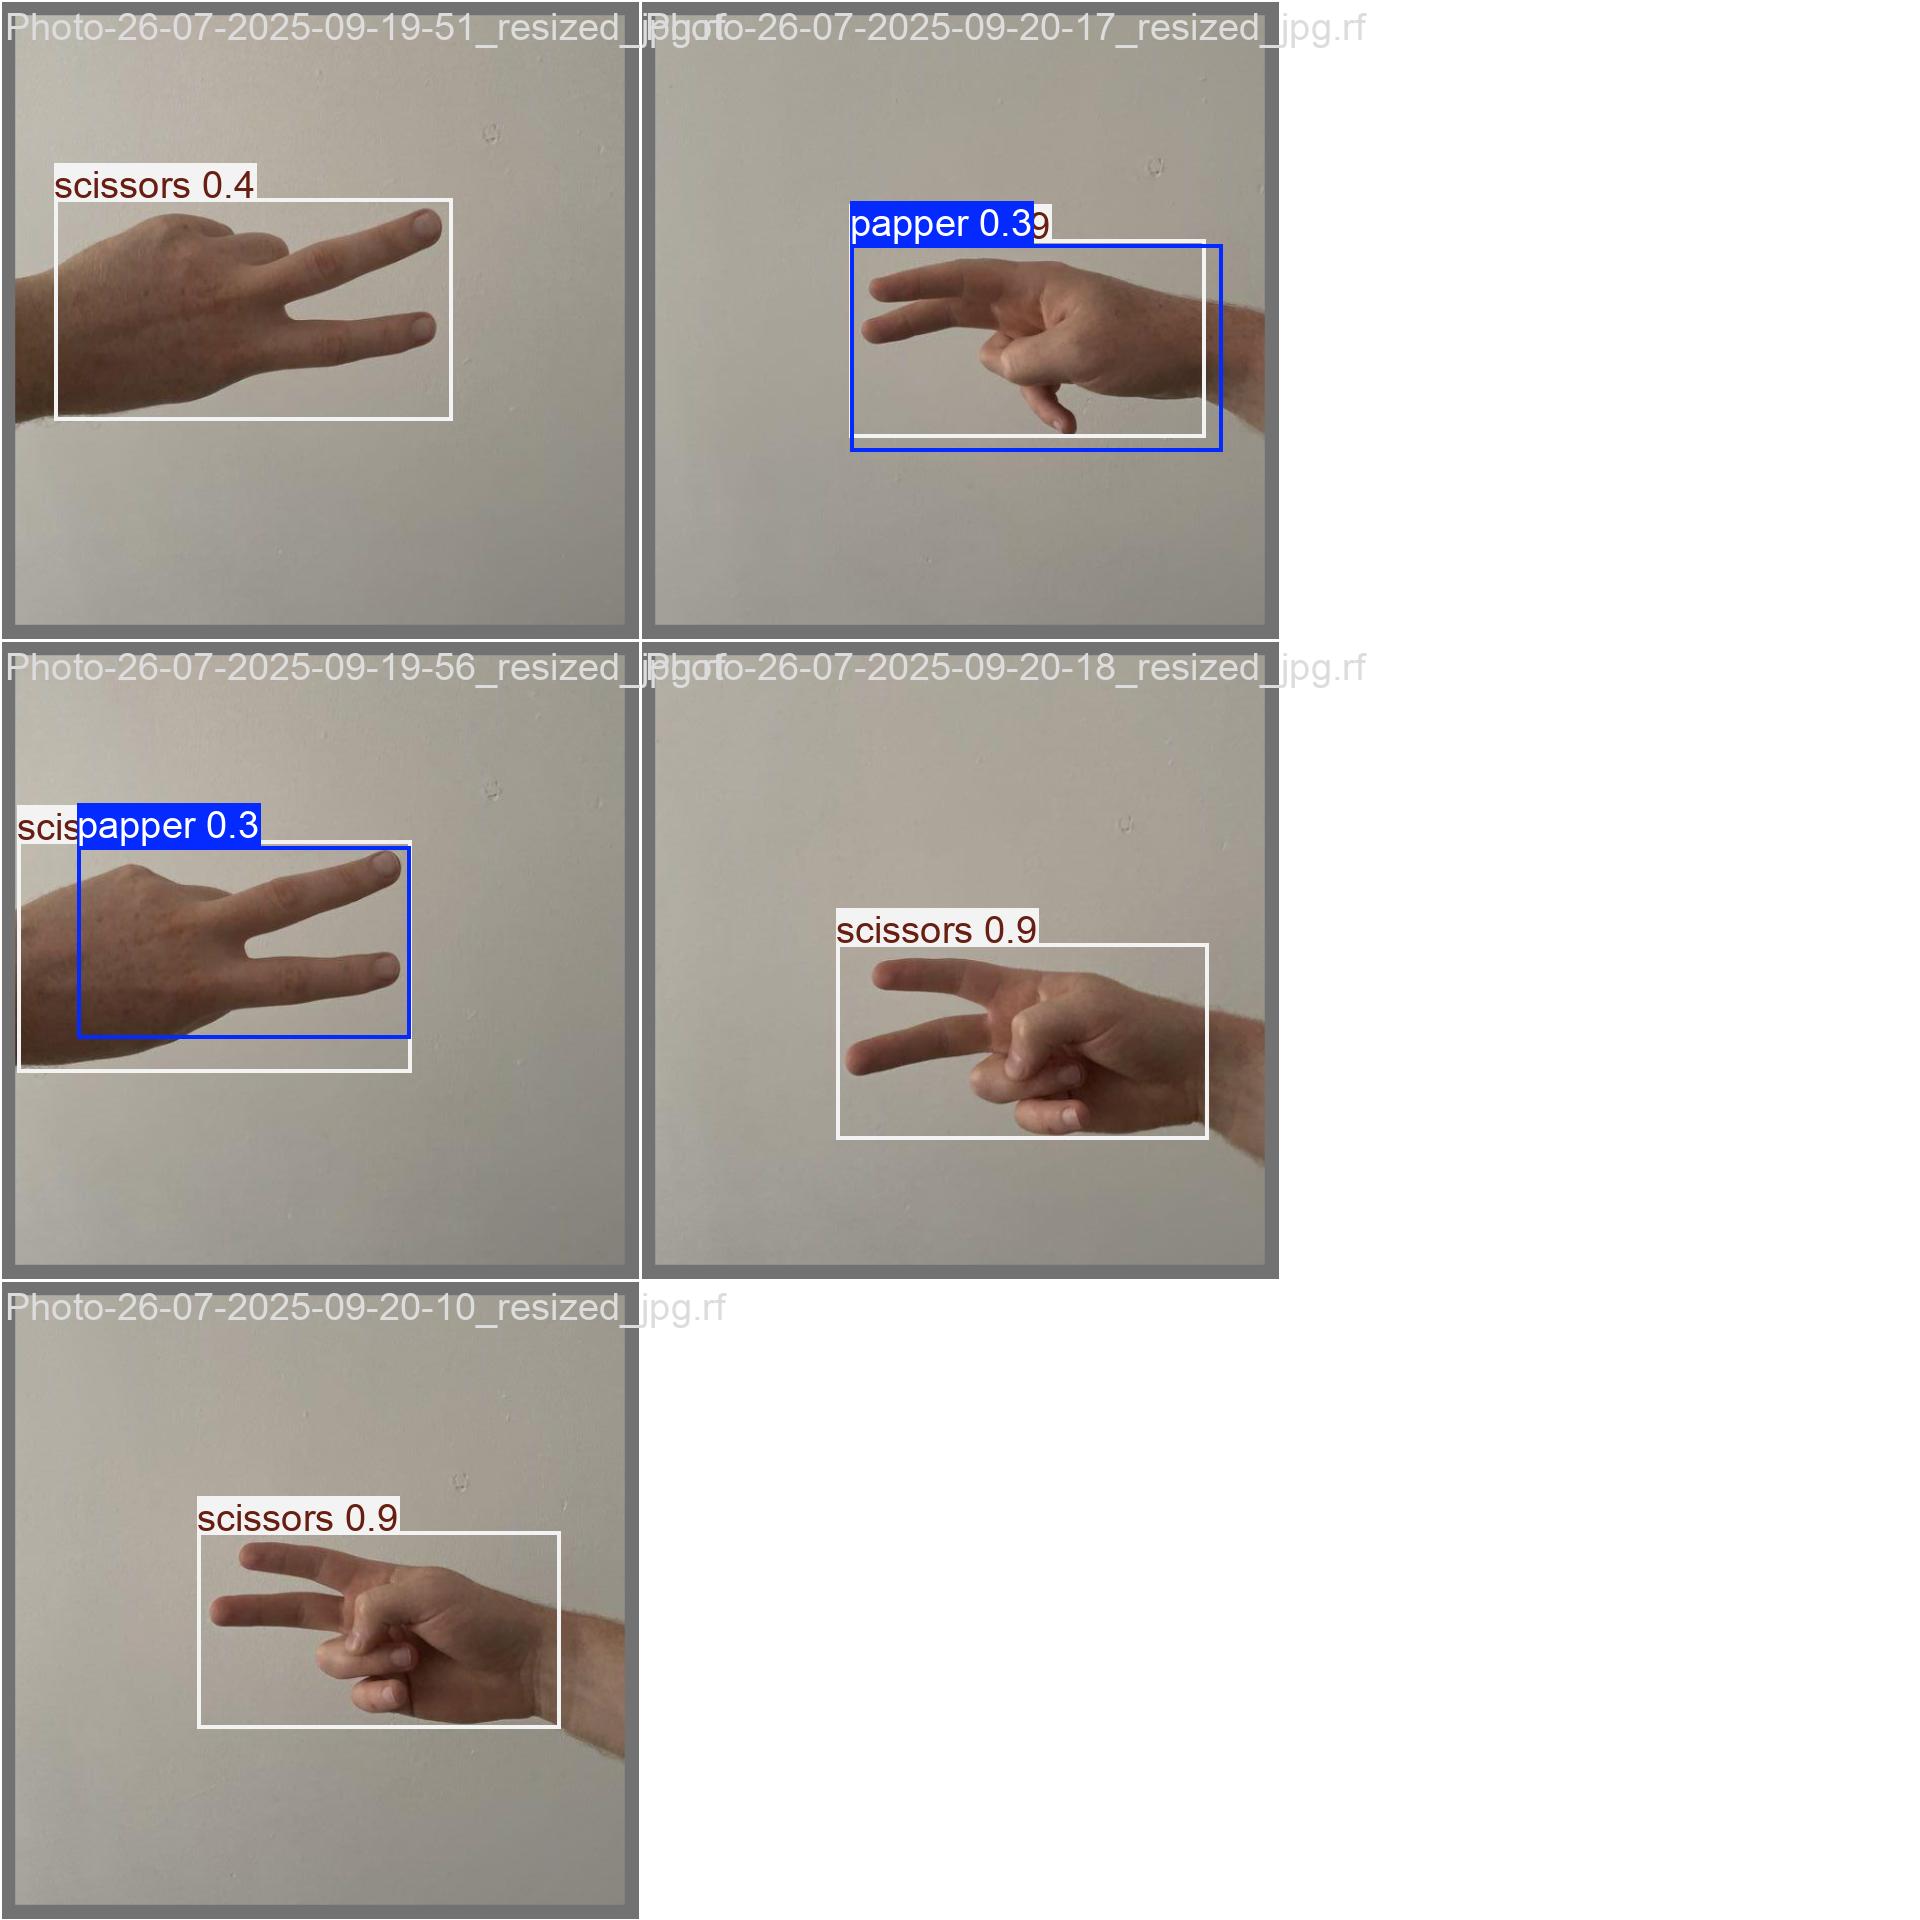 Photo-26-07-2025-09-19-51_resized_jpg.rf
Photo-26-07-2025-09-20-17_resized_jpg.rf
scissors 0.4
papper 0.3
9
Photo-26-07-2025-09-19-56_resized_jpg.rf
Photo-26-07-2025-09-20-18_resized_jpg.rf
scis
papper 0.3
scissors 0.9
Photo-26-07-2025-09-20-10_resized_jpg.rf
scissors 0.9